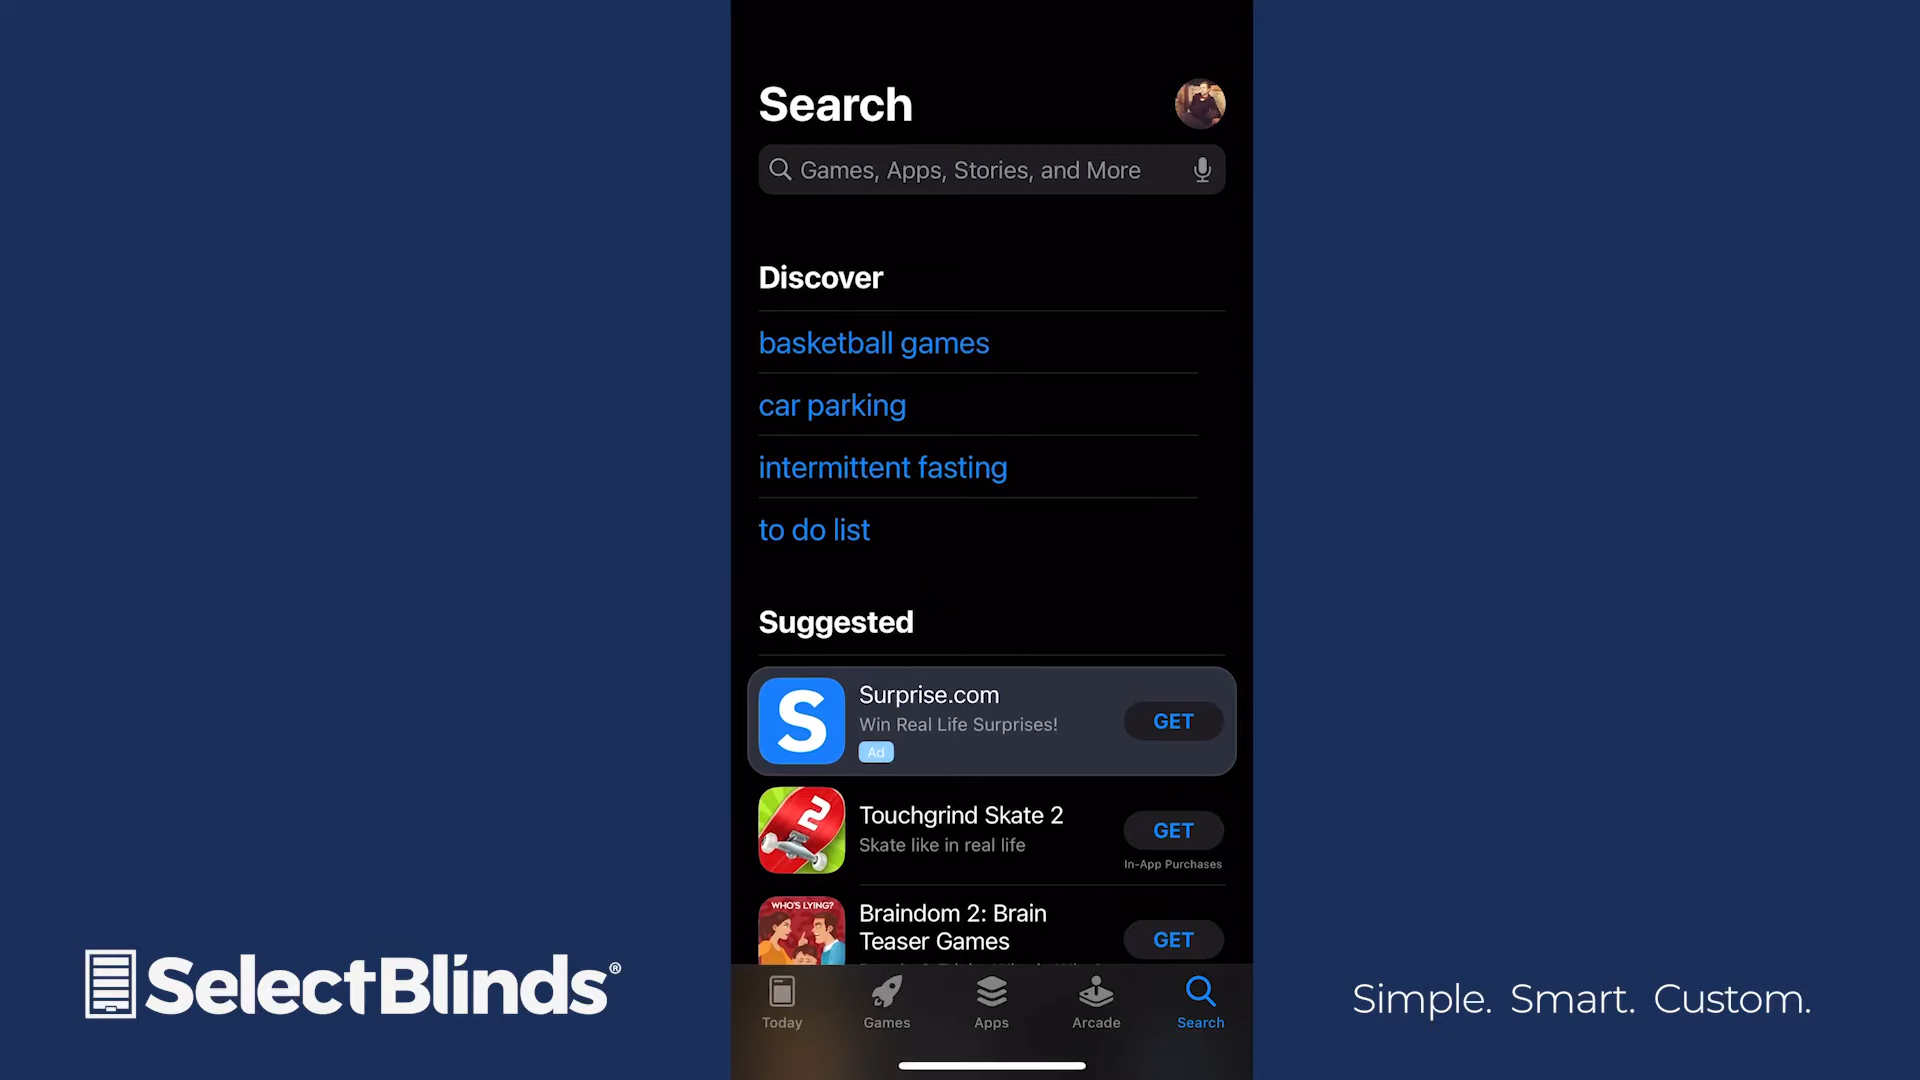 Search
Games, Apps, Stories, and More
Discover
basketball games
car parking
intermittent fasting
to do list
Suggested
S
Surprise.com
Win Real Life Surprises!
Ad
GET
2
Touchgrind Skate 2
Skate like in real life
GET
In-App Purchases
WHO'S LYING?
Braindom 2: Brain
Teaser Games
GET
Today
Games
Apps
Arcade
Search
SelectBlinds®
Simple. Smart. Custom.